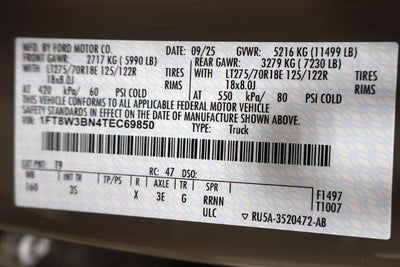 MFD. BY FORD MOTOR CO. DATE: 09/25 GVWR: 5216 KG (11499 LB)
FRONT GAWR: 2717 KG (5990 LB) REAR GAWR: 3279 KG (7230 LB)
LT275/70R18E 125/122R TIRES WITH LT275/70R18E 125/122R TIRES
18x8.0J RIMS 18x8.0J RIMS
AT 420 kPa/ 60 PSI COLD AT 550 kPa/ 80 PSI COLD
THIS VEHICLE CONFORMS TO ALL APPLICABLE FEDERAL MOTOR VEHICLE
SAFETY STANDARDS IN EFFECT ON THE DATE OF MANUFACTURE SHOWN ABOVE.
VIN: 1FT8W3BN4TEC69850 TYPE: Truck
EXT PNT: T9 RC: 47 DSO:
WB INT TR TP/PS R AXLE TR SPR F1497
160 3S X 3E G RRNN T1007
ULC ▽ RU5A-3520472-AB